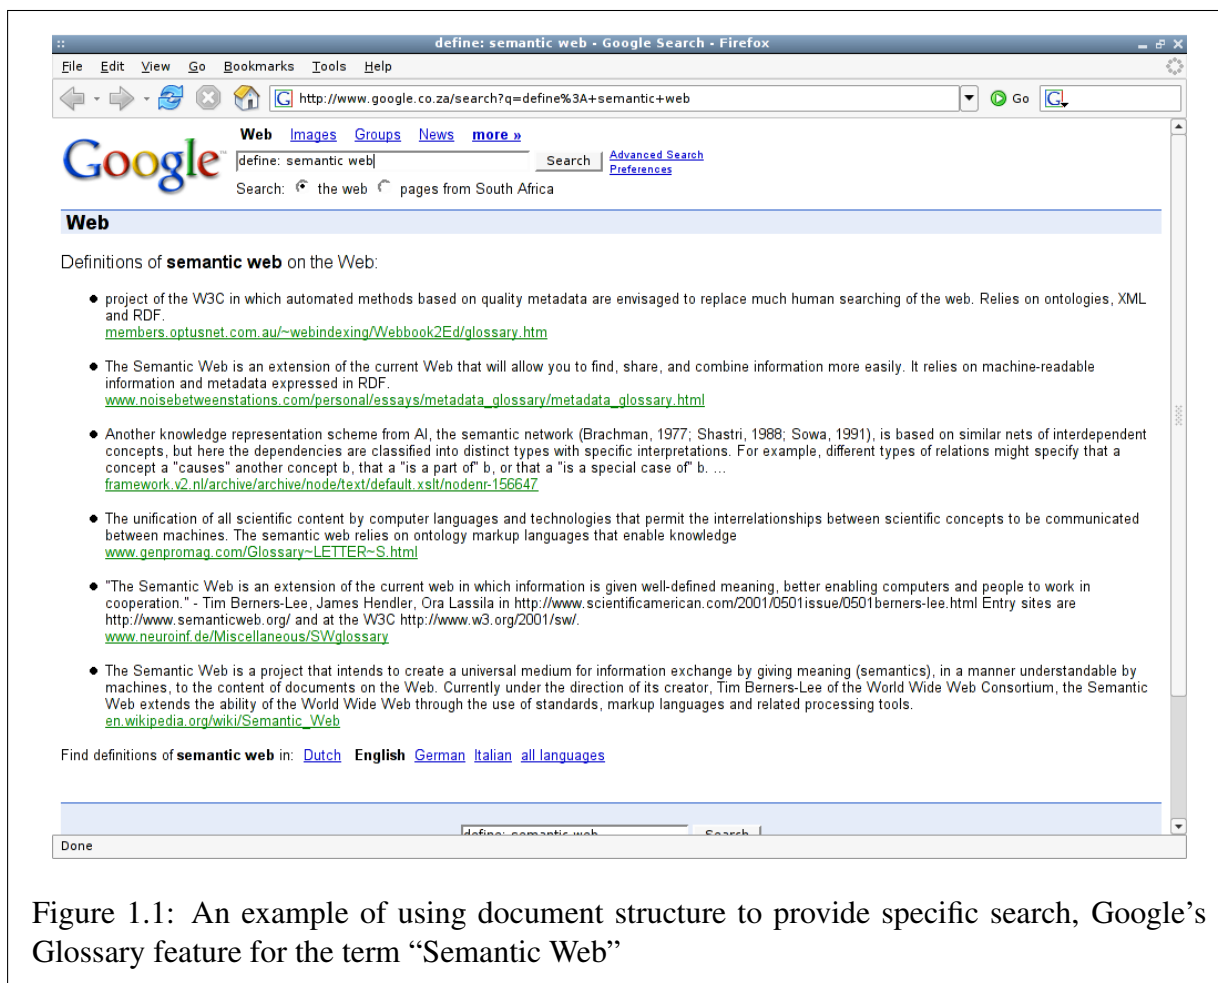 define: semantic web - Google Search - Firefox
File Edit View Go Bookmarks Tools Help
http://www.google.co.za/search?q=define%3A+semantic+web Go
Web Images Groups News more »
Google
define: semantic web Search Advanced Search
Preferences
Search: the web pages from South Africa
Web
Definitions of semantic web on the Web:
project of the W3C in which automated methods based on quality metadata are envisaged to replace much human searching of the web. Relies on ontologies, XML
and RDF.
members.optusnet.com.au/~webindexing/Webbook2Ed/glossary.htm
The Semantic Web is an extension of the current Web that will allow you to find, share, and combine information more easily. It relies on machine-readable
information and metadata expressed in RDF.
www.noisebetweenstations.com/personal/essays/metadata_glossary/metadata_glossary.html
Another knowledge representation scheme from AI, the semantic network (Brachman, 1977; Shastri, 1988; Sowa, 1991), is based on similar nets of interdependent
concepts, but here the dependencies are classified into distinct types with specific interpretations. For example, different types of relations might specify that a
concept a "causes" another concept b, that a "is a part of" b, or that a "is a special case of" b. ...
framework.v2.nl/archive/archive/node/text/default.xslt/nodenr-156647
The unification of all scientific content by computer languages and technologies that permit the interrelationships between scientific concepts to be communicated
between machines. The semantic web relies on ontology markup languages that enable knowledge
www.genpromag.com/Glossary~LETTER~S.html
"The Semantic Web is an extension of the current web in which information is given well-defined meaning, better enabling computers and people to work in
cooperation." - Tim Berners-Lee, James Hendler, Ora Lassila in http://www.scientificamerican.com/2001/0501issue/0501berners-lee.html Entry sites are
http://www.semanticweb.org/ and at the W3C http://www.w3.org/2001/sw/.
www.neuroinf.de/Miscellaneous/SWglossary
The Semantic Web is a project that intends to create a universal medium for information exchange by giving meaning (semantics), in a manner understandable by
machines, to the content of documents on the Web. Currently under the direction of its creator, Tim Berners-Lee of the World Wide Web Consortium, the Semantic
Web extends the ability of the World Wide Web through the use of standards, markup languages and related processing tools.
en.wikipedia.org/wiki/Semantic_Web
Find definitions of semantic web in: Dutch English German Italian all languages
define: semantic web Search
Done
Figure 1.1: An example of using document structure to provide specific search, Google’s
Glossary feature for the term “Semantic Web”